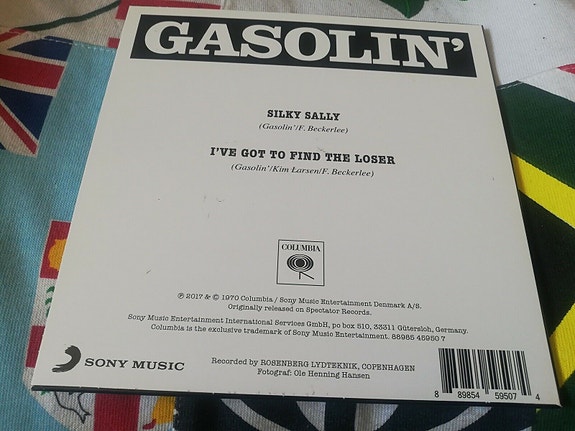 GASOLIN'
SILKY SALLY
(Gasolin'/F. Beckerlee)
I'VE GOT TO FIND THE LOSER
(Gasolin'/Kim Larsen/F. Beckerlee)
COLUMBIA
℗ 2017 & © 1970 Columbia / Sony Music Entertainment Denmark A/S.
Originally released on Spectator Records.
Sony Music Entertainment International Services GmbH, po box 510, 33311 Gütersloh, Germany.
Columbia is the exclusive trademark of Sony Music Entertainment. 88985 45950 7
SONY MUSIC
Recorded by ROSENBERG LYDTEKNIK, COPENHAGEN
Fotograf: Ole Henning Hansen
8 89854 59507 4